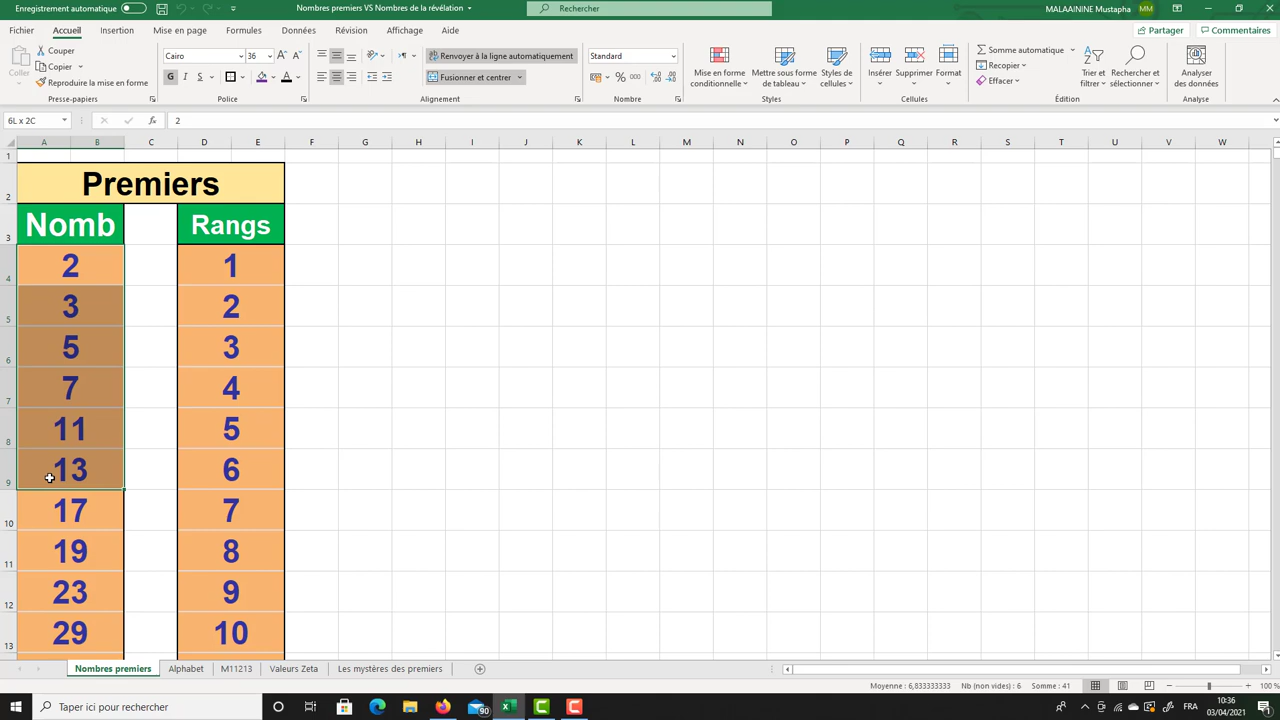 Enregistrement automatique
Nombres premiers VS Nombres de la révélation
Rechercher
MALAAININE Mustapha MM
Fichier Accueil Insertion Mise en page Formules Données Révision Affichage Aide
Partager Commentaires
Coller
Couper
Copier
Reproduire la mise en forme
Presse-papiers
Cairo 36
G I S
Police
Renvoyer à la ligne automatiquement
Fusionner et centrer
Alignement
Standard
% 000
Nombre
Mise en forme conditionnelle
Mettre sous forme de tableau
Styles de cellules
Styles
Insérer Supprimer Format
Cellules
Somme automatique
Recopier
Effacer
Trier et filtrer
Rechercher et sélectionner
Édition
Analyser des données
Analyse
6L x 2C fx 2
A B C D E F G H I J K L M N O P Q R S T U V W
1
2 Premiers
3 Nomb Rangs
4 2 1
5 3 2
6 5 3
7 7 4
8 11 5
9 13 6
10 17 7
11 19 8
12 23 9
13 29 10
Nombres premiers Alphabet M11213 Valeurs Zeta Les mystères des premiers
Moyenne : 6,833333333 Nb (non vides) : 6 Somme : 41 100 %
Taper ici pour rechercher
90
FRA
10:36
03/04/2021